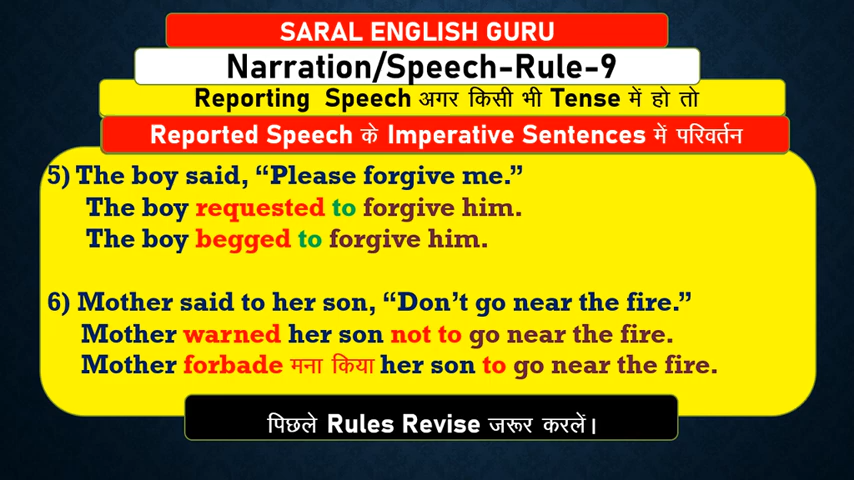 SARAL ENGLISH GURU
Narration/Speech-Rule-9
Reporting Speech अगर किसी भी Tense में हो तो
Reported Speech के Imperative Sentences में परिवर्तन
5) The boy said, “Please forgive me.”
The boy requested to forgive him.
The boy begged to forgive him.
6) Mother said to her son, “Don’t go near the fire.”
Mother warned her son not to go near the fire.
Mother forbade मना किया her son to go near the fire.
पिछले Rules Revise जरूर करलें।